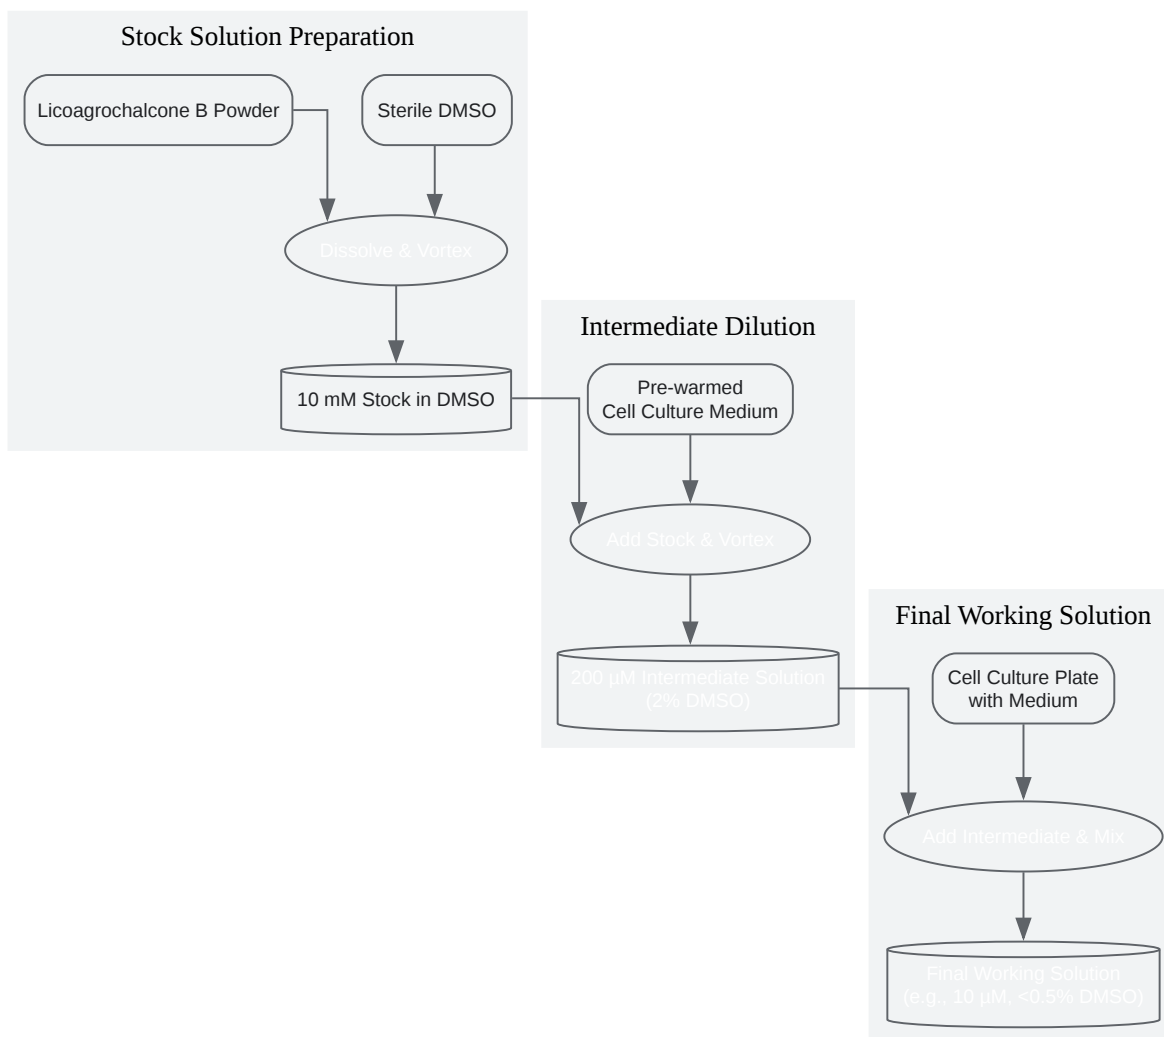 Stock Solution Preparation
Licoagrochalcone B Powder
Sterile DMSO
Dissolve & Vortex
10 mM Stock in DMSO
Intermediate Dilution
Pre-warmed
Cell Culture Medium
Add Stock & Vortex
200 µM Intermediate Solution
(2% DMSO)
Final Working Solution
Cell Culture Plate
with Medium
Add Intermediate & Mix
Final Working Solution
(e.g., 10 µM, <0.5% DMSO)